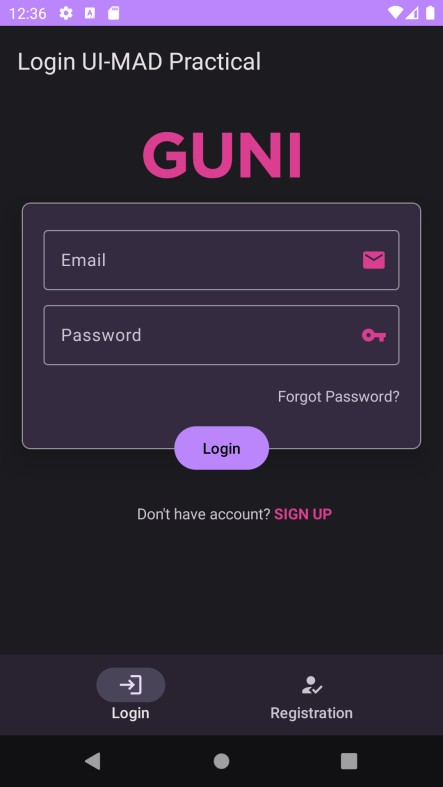 12:36
Login UI-MAD Practical
GUNI
Email
Password
Forgot Password?
Login
Don't have account? SIGN UP
Login Registration